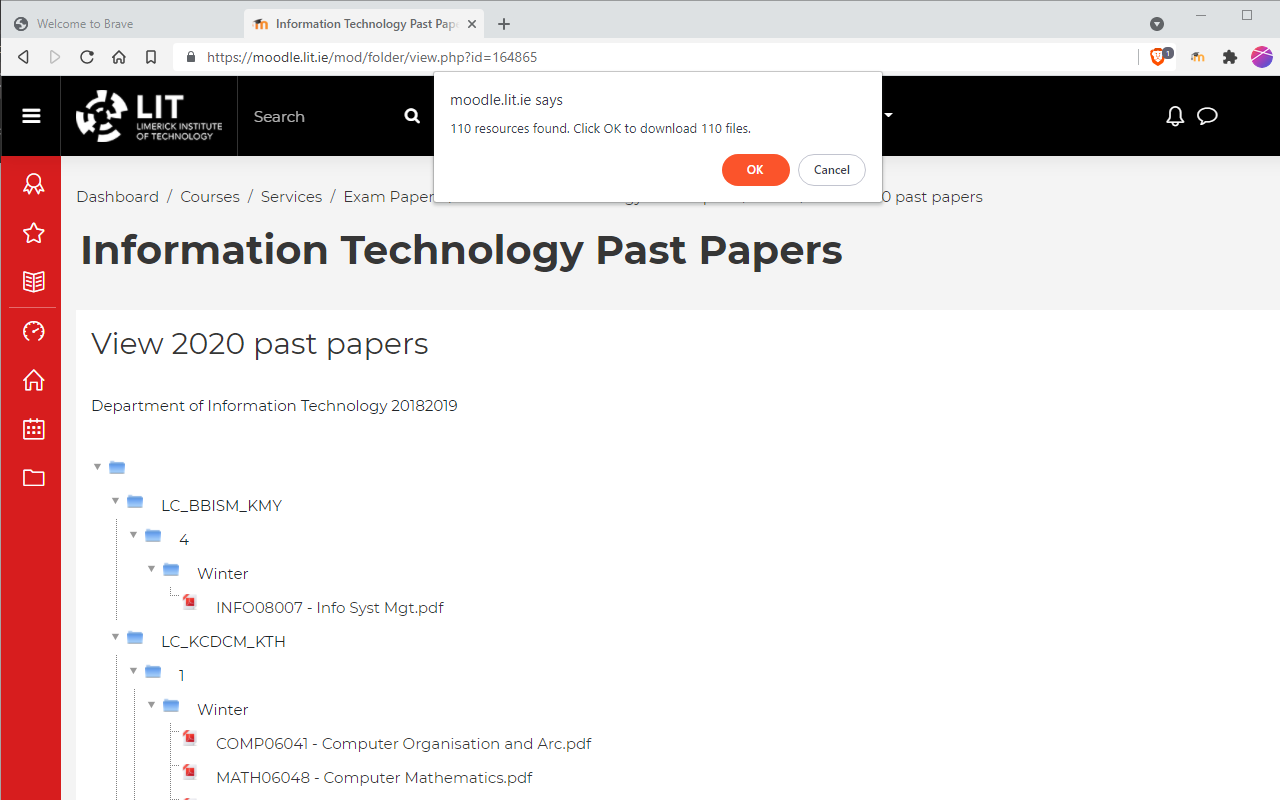 Welcome to Brave
Information Technology Past Pap
https://moodle.lit.ie/mod/folder/view.php?id=164865
1
LIT
LIMERICK INSTITUTE
OF TECHNOLOGY
Search
moodle.lit.ie says
110 resources found. Click OK to download 110 files.
OK
Cancel
Dashboard / Courses / Services / Exam Paper 0 past papers
Information Technology Past Papers
View 2020 past papers
Department of Information Technology 20182019
LC_BBISM_KMY
4
Winter
INFO08007 - Info Syst Mgt.pdf
LC_KCDCM_KTH
1
Winter
COMP06041 - Computer Organisation and Arc.pdf
MATH06048 - Computer Mathematics.pdf